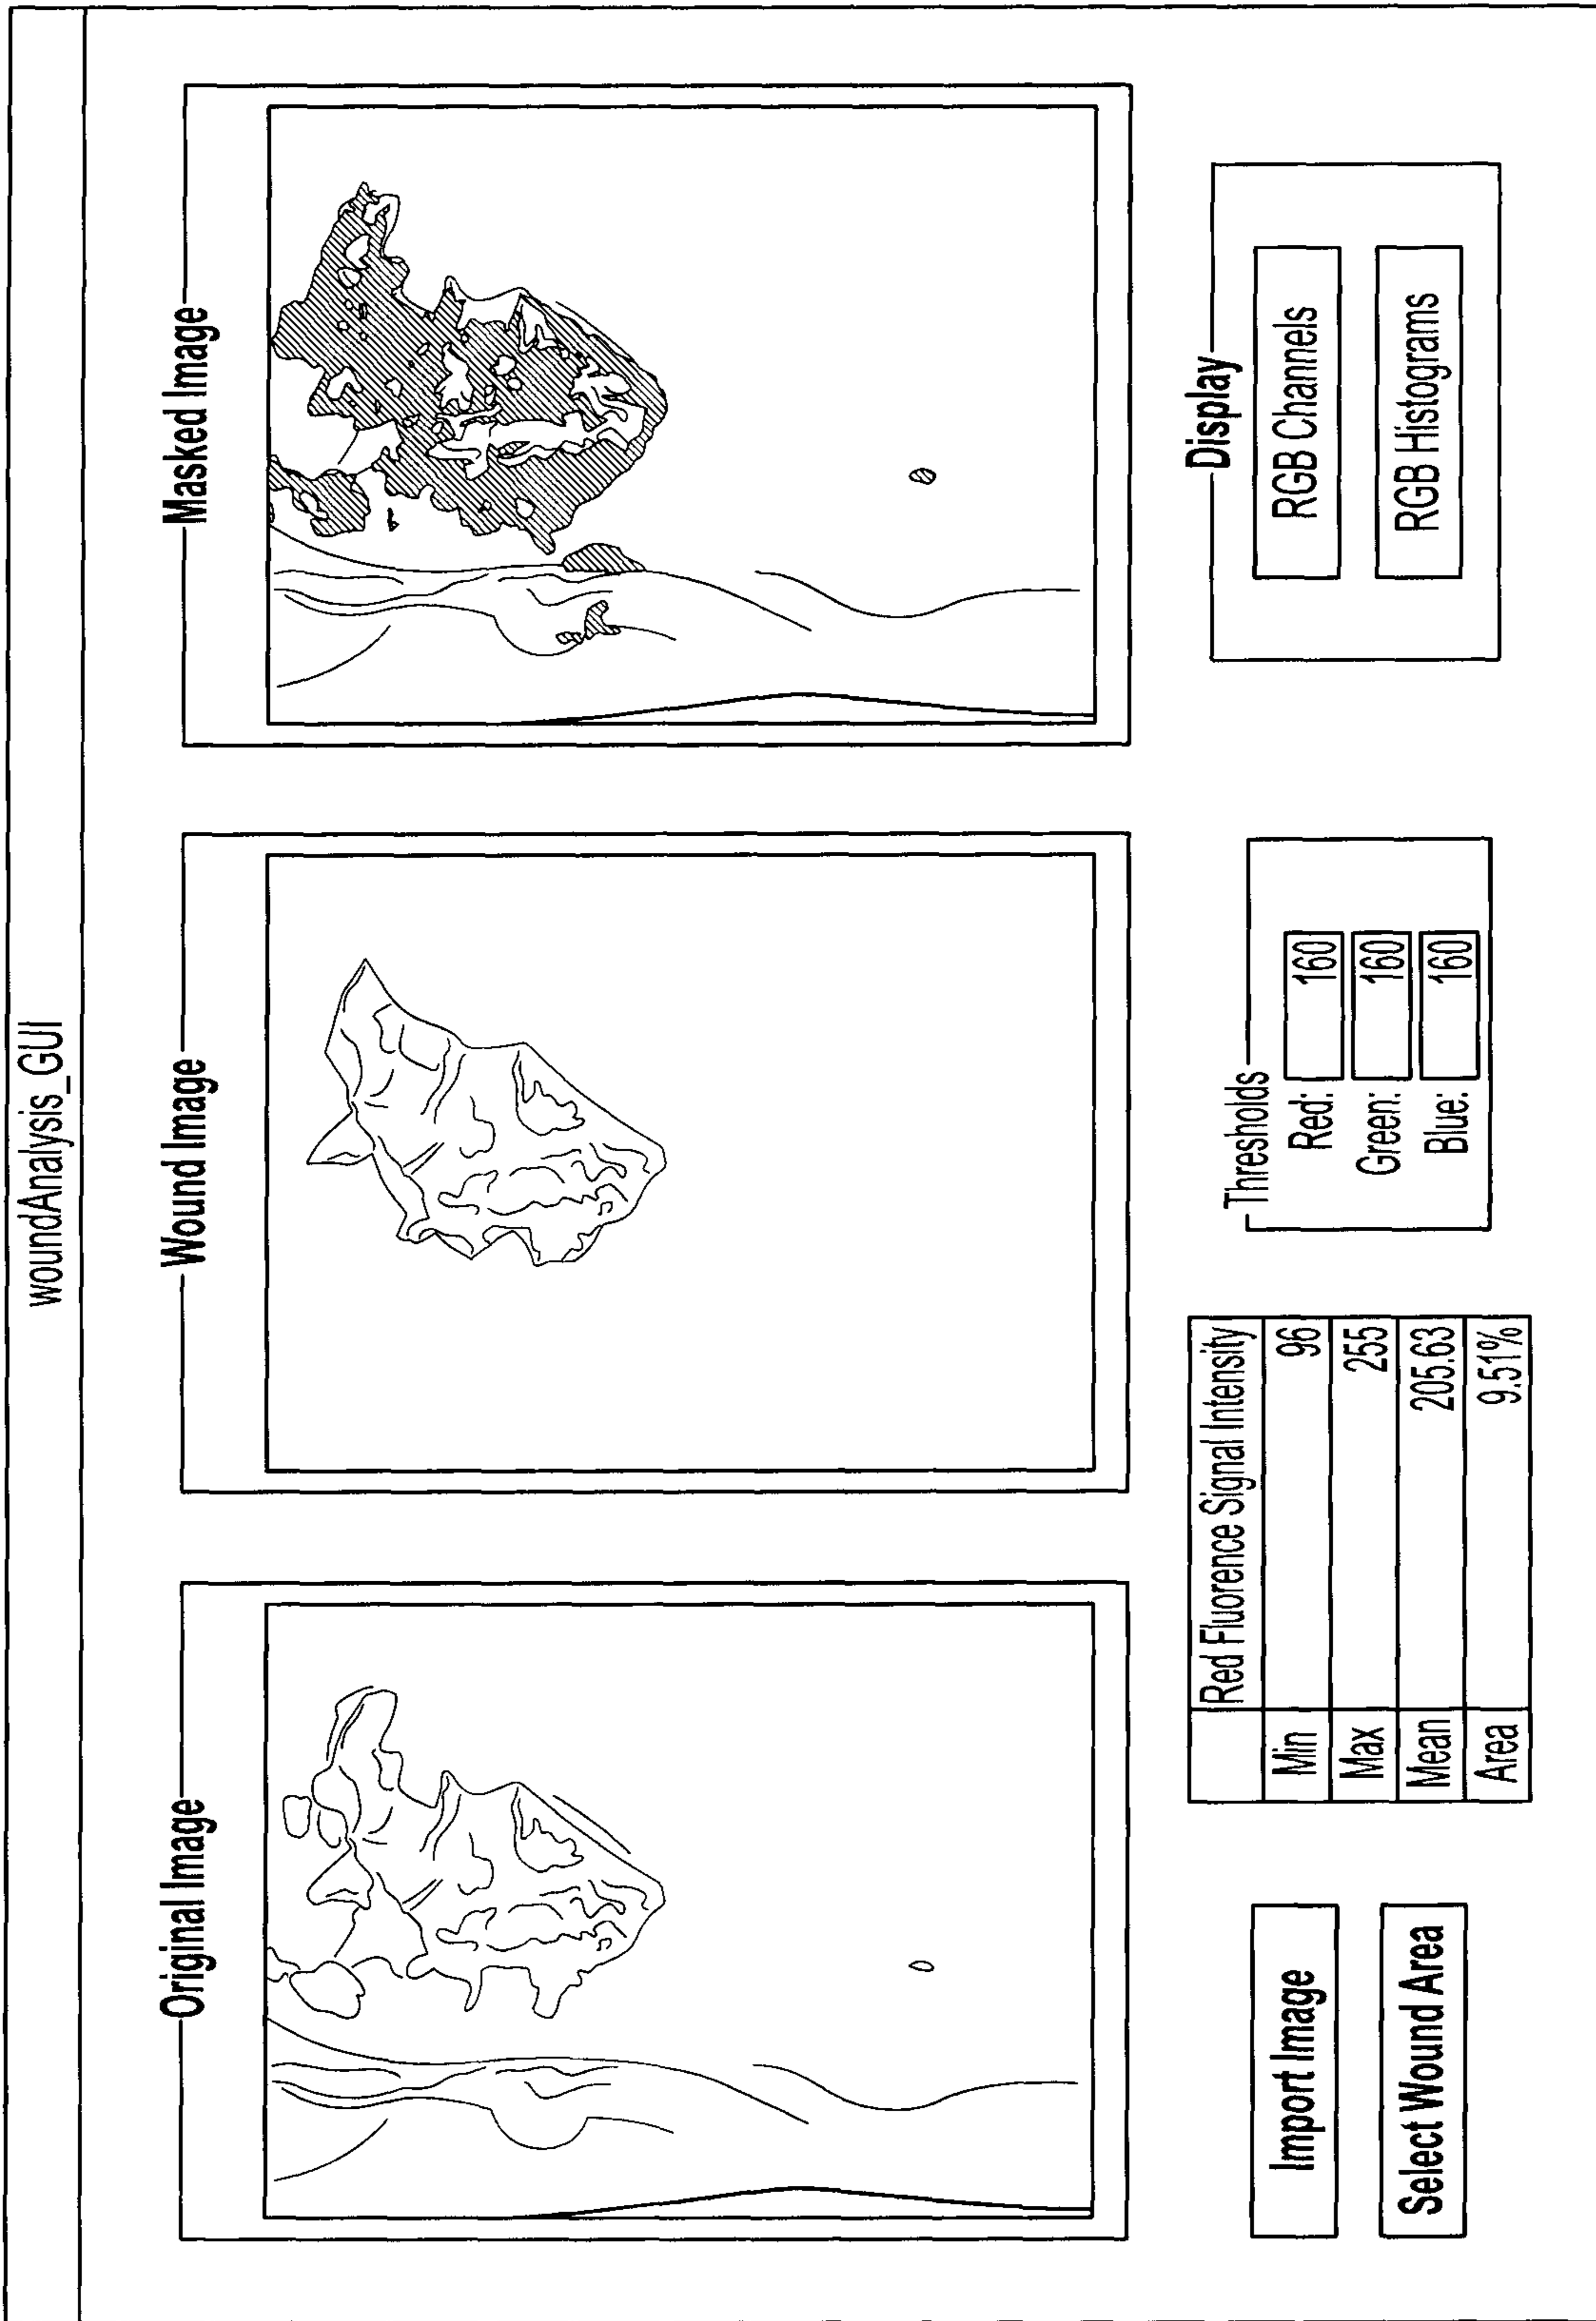 woundAnalysis_GUI
Original Image
Wound Image
Masked Image
Import Image
Select Wound Area
Red Fluorence Signal Intensity
Min 96
Max 255
Mean 205.63
Area 9.51%
Thresholds
Red: 160
Green: 160
Blue: 160
Display
RGB Channels
RGB Histograms